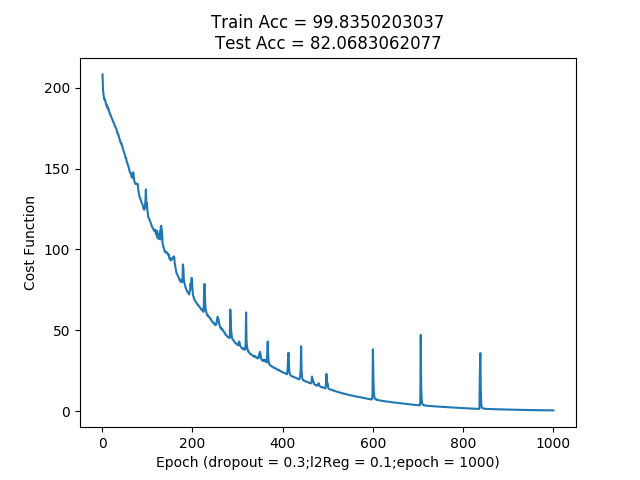 Train Acc = 99.8350203037
Test Acc = 82.0683062077
200
150
100
50
0
Cost Function
0 200 400 600 800 1000
Epoch (dropout = 0.3;l2Reg = 0.1;epoch = 1000)